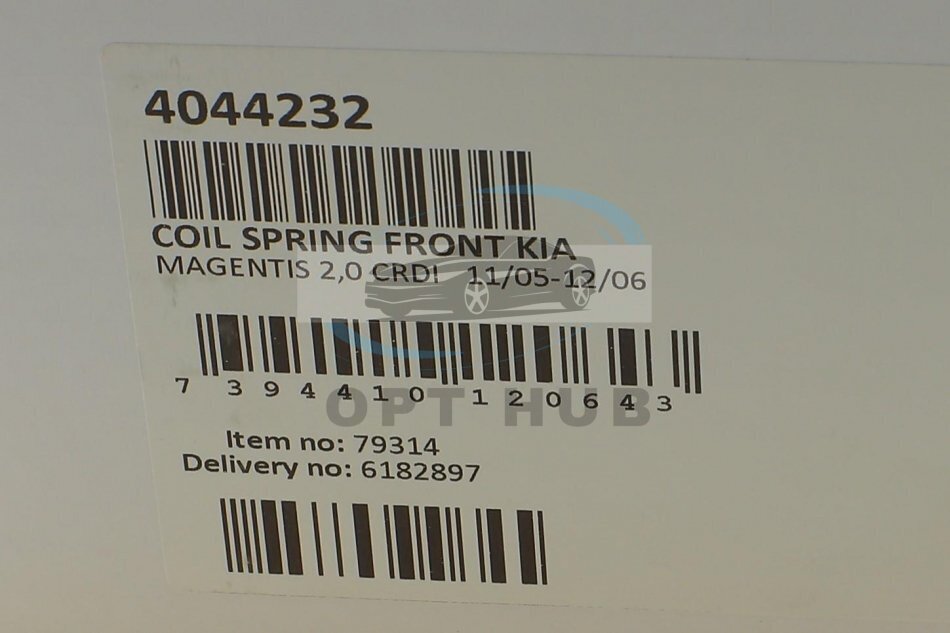 4044232
COIL SPRING FRONT KIA
MAGENTIS 2,0 CRDI 11/05-12/06
7 394410 120643
OPT HUB
Item no: 79314
Delivery no: 6182897